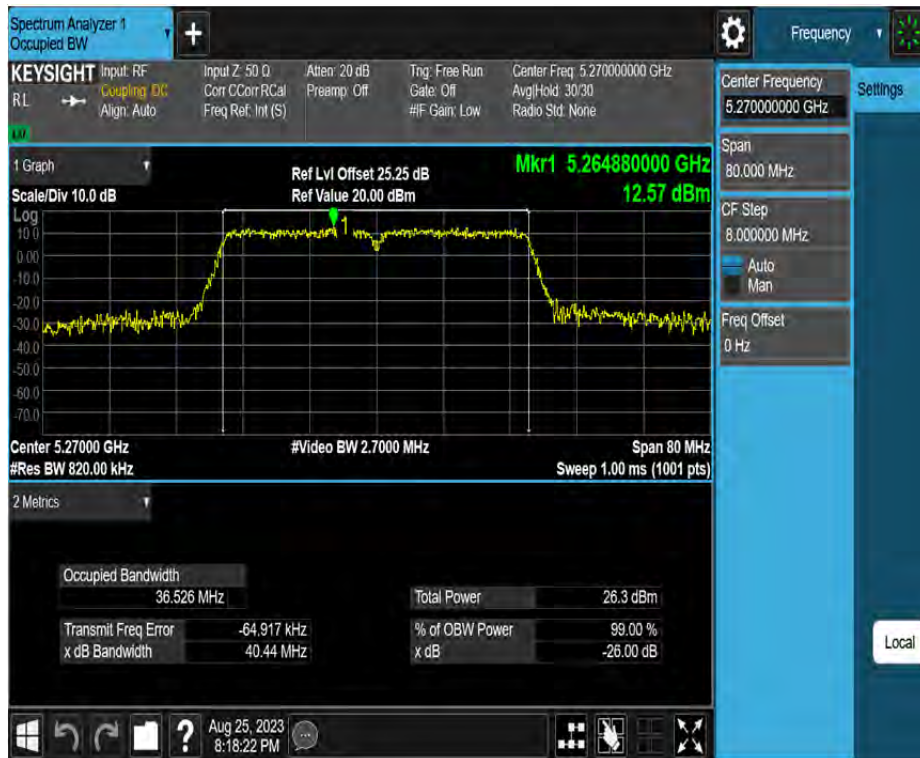 Spectrum Analyzer 1
Occupied BW
+
Frequency
KEYSIGHT
RL
Input: RF
Coupling: DC
Align: Auto
Input Z: 50 Ω
Corr CCorr RCal
Freq Ref: Int (S)
Atten: 20 dB
Preamp: Off
Trig: Free Run
Gate: Off
#IF Gain: Low
Center Freq: 5.270000000 GHz
Avg|Hold: 30/30
Radio Std: None
Center Frequency
5.270000000 GHz
Settings
Span
80.000 MHz
CF Step
8.000000 MHz
Auto
Man
Freq Offset
0 Hz
1 Graph
Scale/Div 10.0 dB
Ref Lvl Offset 25.25 dB
Ref Value 20.00 dBm
Mkr1 5.264880000 GHz
12.57 dBm
Log
10.0
0.00
-10.0
-20.0
-30.0
-40.0
-50.0
-60.0
-70.0
1
Center 5.27000 GHz
#Video BW 2.7000 MHz
Span 80 MHz
#Res BW 820.00 kHz
Sweep 1.00 ms (1001 pts)
2 Metrics
Occupied Bandwidth
36.526 MHz
Total Power 26.3 dBm
Transmit Freq Error -64.917 kHz
% of OBW Power 99.00 %
x dB Bandwidth 40.44 MHz
x dB -26.00 dB
Local
?
Aug 25, 2023
8:18:22 PM